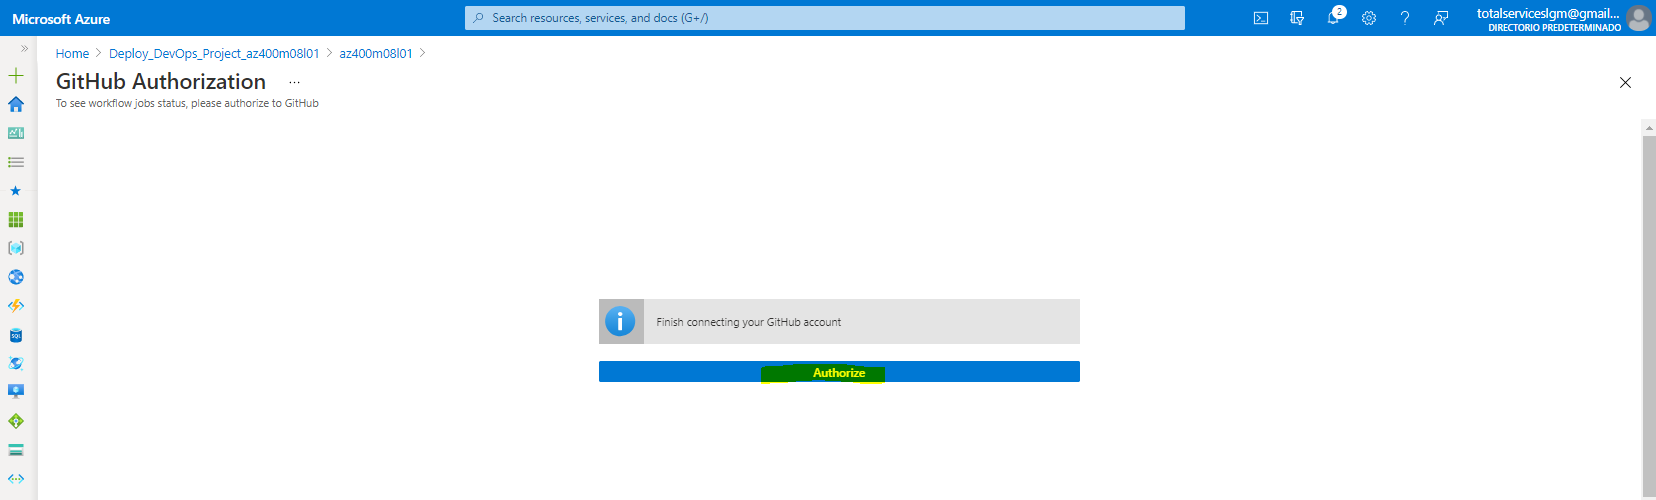 Microsoft Azure
Search resources, services, and docs (G+/)
2
totalserviceslgm@gmail...
DIRECTORIO PREDETERMINADO
Home > Deploy_DevOps_Project_az400m08l01 > az400m08l01 >
GitHub Authorization ...
To see workflow jobs status, please authorize to GitHub
Finish connecting your GitHub account
Authorize
SQL